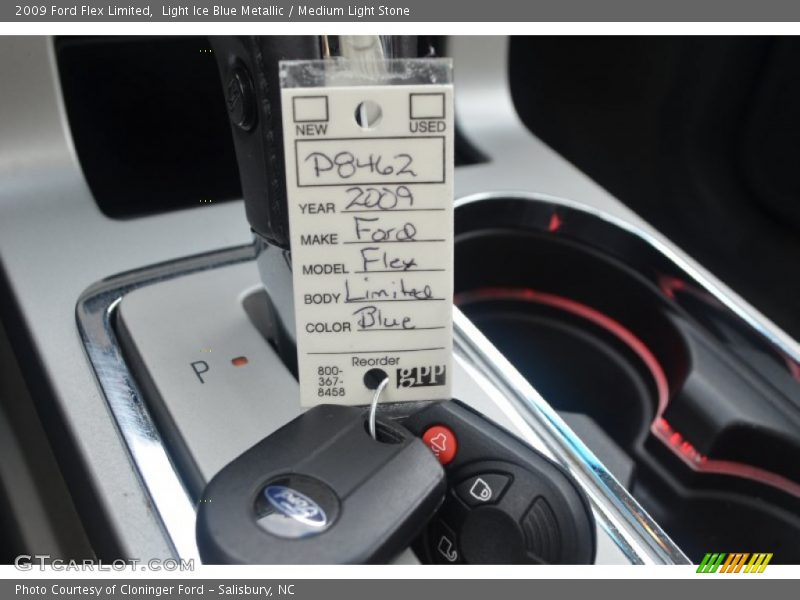 2009 Ford Flex Limited,  Light Ice Blue Metallic / Medium Light Stone
NEW USED
P8462
YEAR 2009
MAKE Ford
MODEL Flex
BODY Limited
COLOR Blue
Reorder
800-
367-
8458
gpp
P
Ford
GTCARLOT.COM
Photo Courtesy of Cloninger Ford - Salisbury, NC